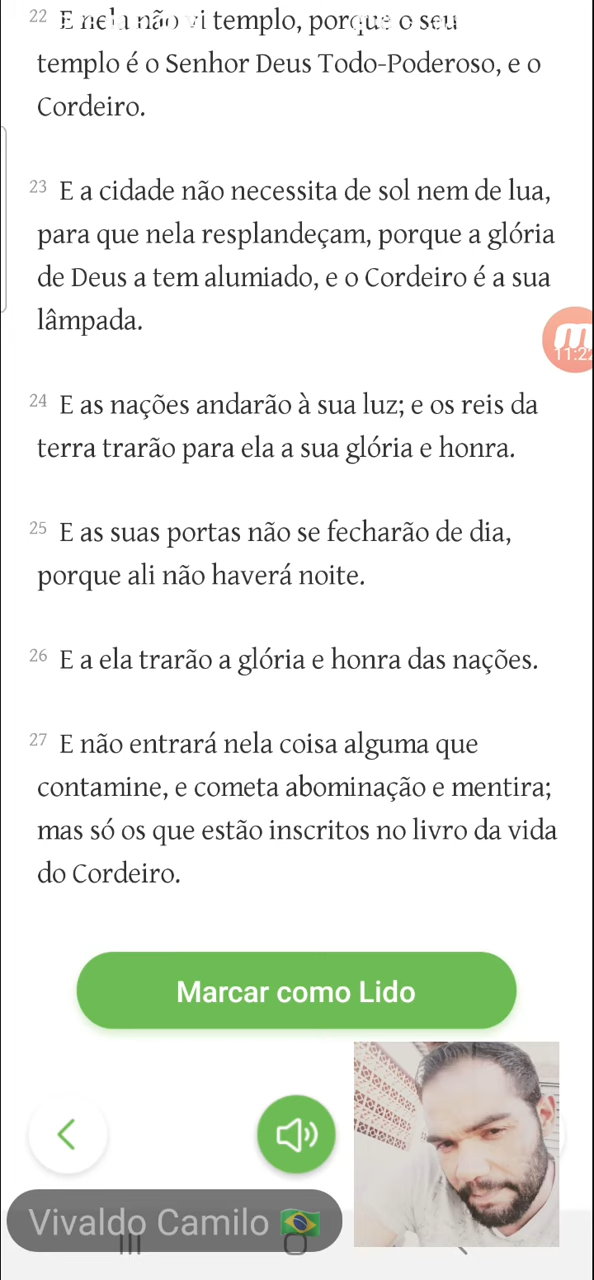 22 E nela não vi templo, porque o seu
templo é o Senhor Deus Todo-Poderoso, e o
Cordeiro.
23 E a cidade não necessita de sol nem de lua,
para que nela resplandeçam, porque a glória
de Deus a tem alumiado, e o Cordeiro é a sua
lâmpada.
24 E as nações andarão à sua luz; e os reis da
terra trarão para ela a sua glória e honra.
25 E as suas portas não se fecharão de dia,
porque ali não haverá noite.
26 E a ela trarão a glória e honra das nações.
27 E não entrará nela coisa alguma que
contamine, e cometa abominação e mentira;
mas só os que estão inscritos no livro da vida
do Cordeiro.
Marcar como Lido
Vivaldo Camilo